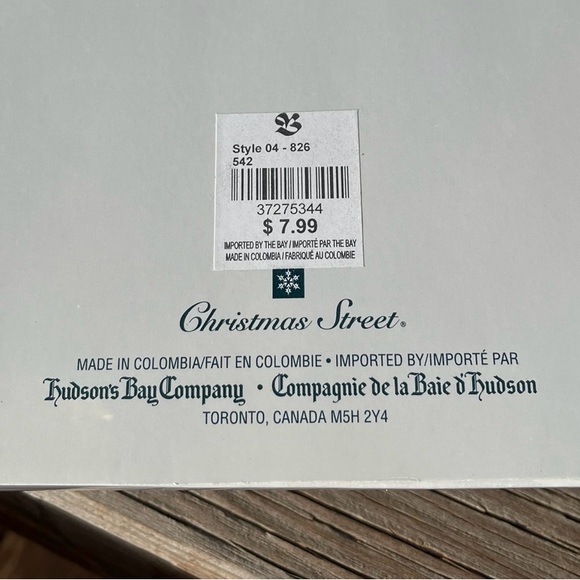 B
Style 04 - 826
542
37275344
$ 7.99
IMPORTED BY THE BAY / IMPORTÉ PAR THE BAY
MADE IN COLOMBIA / FABRIQUÉ AU COLOMBIE
Christmas Street®
MADE IN COLOMBIA/FAIT EN COLOMBIE • IMPORTED BY/IMPORTÉ PAR
Hudson's Bay Company • Compagnie de la Baie d'Hudson
TORONTO, CANADA M5H 2Y4